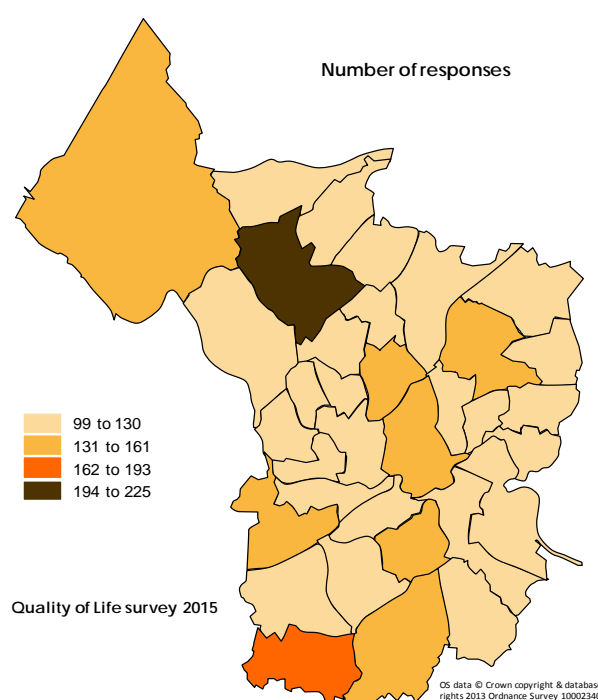 Number of responses
99 to 130
131 to 161
162 to 193
194 to 225
Quality of Life survey 2015
OS data © Crown copyright & database
rights 2013 Ordnance Survey 10002340